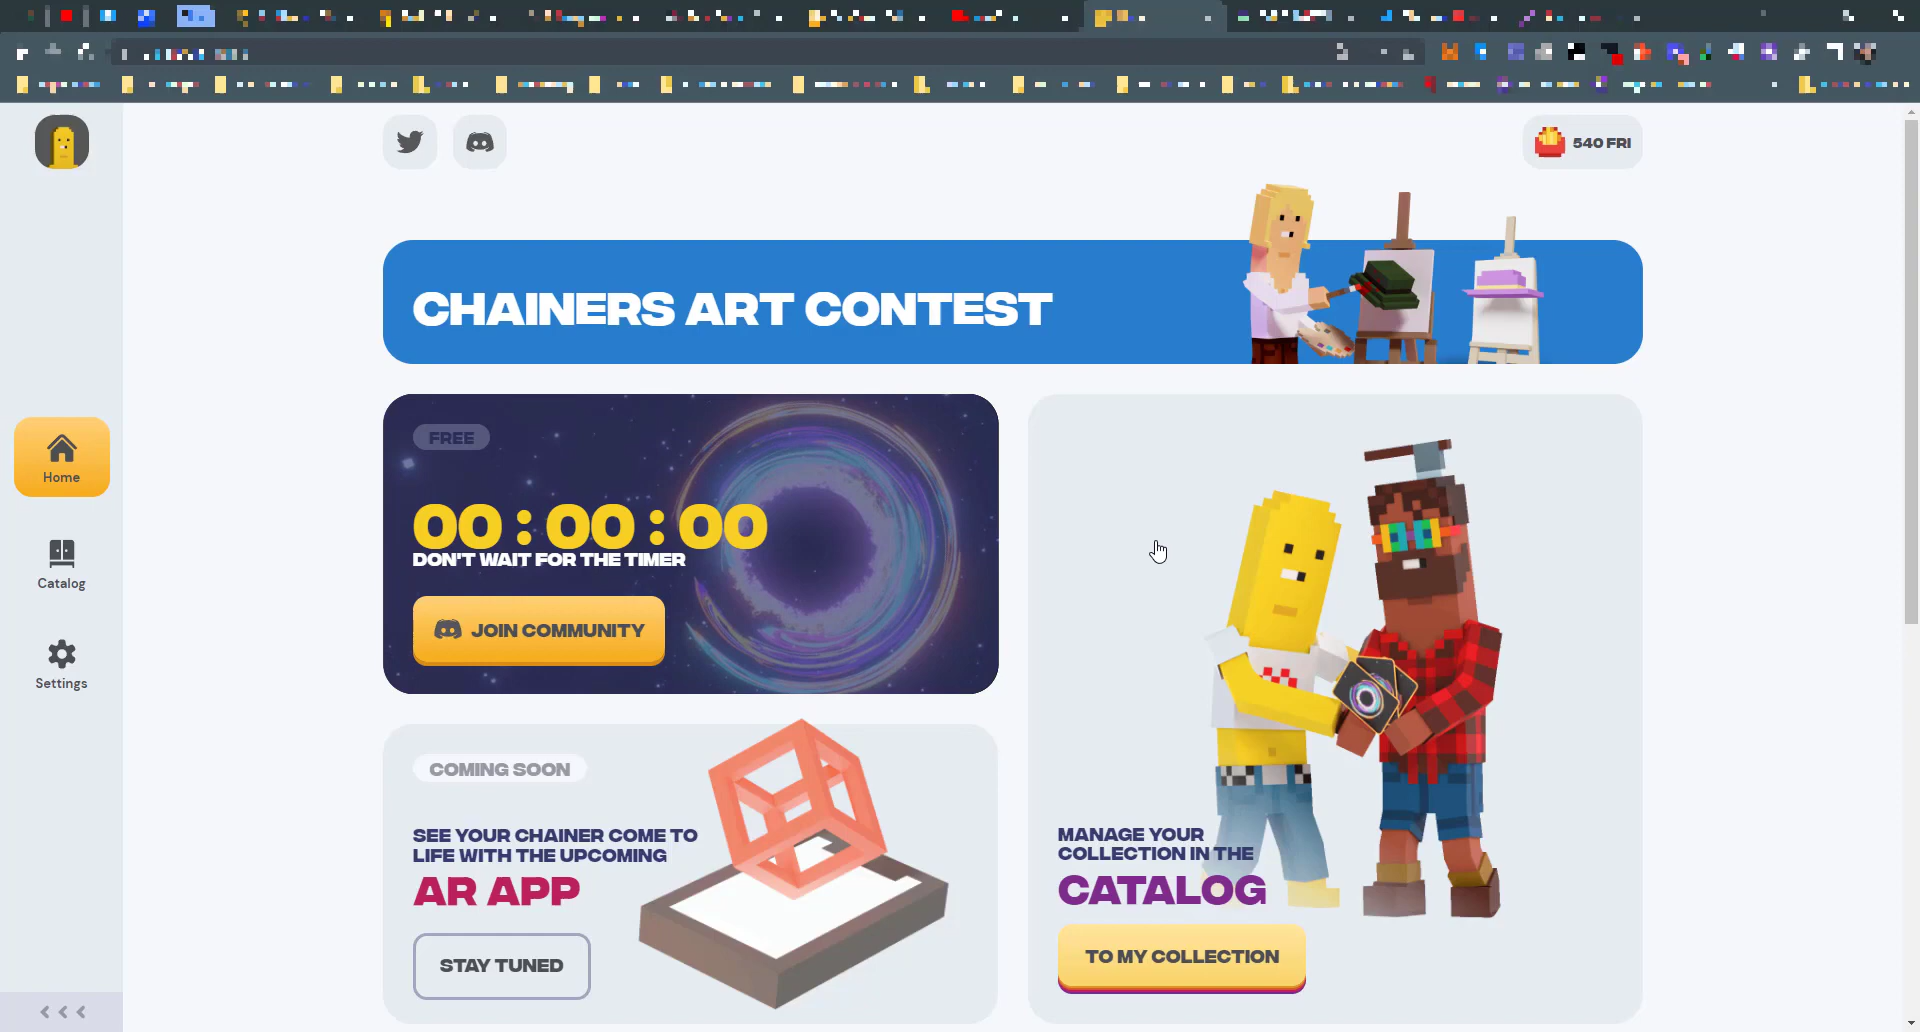 540 FRI
CHAINERS ART CONTEST
FREE
00 : 00 : 00
DON'T WAIT FOR THE TIMER
JOIN COMMUNITY
Home
Catalog
Settings
COMING SOON
SEE YOUR CHAINER COME TO
LIFE WITH THE UPCOMING
AR APP
STAY TUNED
MANAGE YOUR
COLLECTION IN THE
CATALOG
TO MY COLLECTION